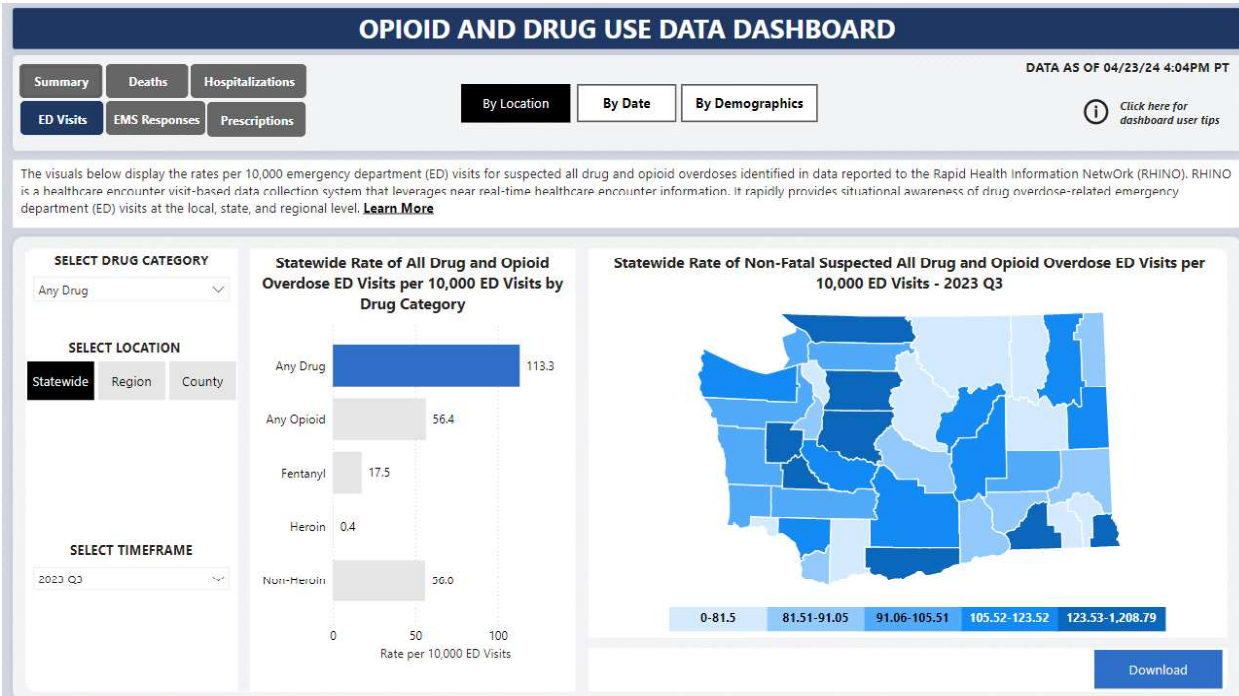 OPIOID AND DRUG USE DATA DASHBOARD
DATA AS OF 04/23/24 4:04PM PT
Summary
Deaths
Hospitalizations
ED Visits
EMS Responses
Prescriptions
By Location
By Date
By Demographics
Click here for
dashboard user tips
The visuals below display the rates per 10,000 emergency department (ED) visits for suspected all drug and opioid overdoses identified in data reported to the Rapid Health Information NetwOrk (RHINO). RHINO
is a healthcare encounter visit-based data collection system that leverages near real-time healthcare encounter information. It rapidly provides situational awareness of drug overdose-related emergency
department (ED) visits at the local, state, and regional level. Learn More
SELECT DRUG CATEGORY
Any Drug
SELECT LOCATION
Statewide
Region
County
SELECT TIMEFRAME
2023 Q3
Statewide Rate of All Drug and Opioid
Overdose ED Visits per 10,000 ED Visits by
Drug Category
Any Drug
113.3
Any Opioid
56.4
Fentanyl
17.5
Heroin
0.4
Non-Heroin
56.0
0
50
100
Rate per 10,000 ED Visits
Statewide Rate of Non-Fatal Suspected All Drug and Opioid Overdose ED Visits per
10,000 ED Visits - 2023 Q3
0-81.5
81.51-91.05
91.06-105.51
105.52-123.52
123.53-1,208.79
Download